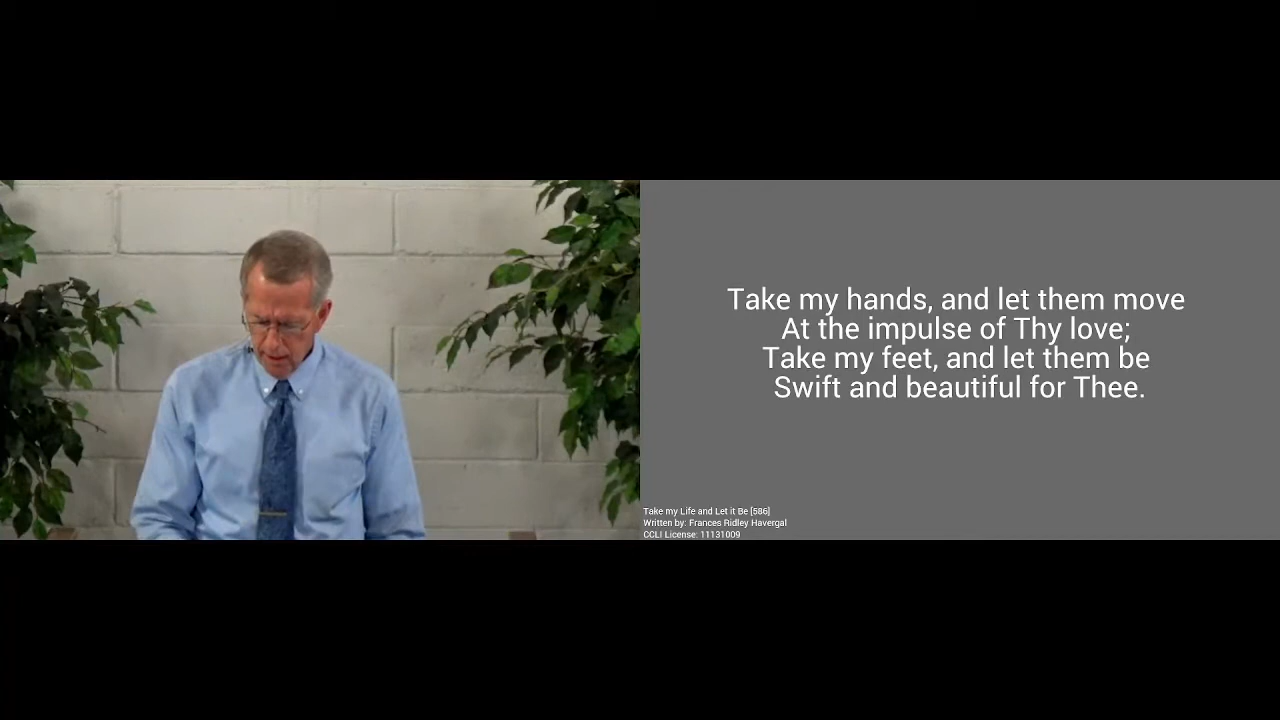 Take my hands, and let them move
At the impulse of Thy love;
Take my feet, and let them be
Swift and beautiful for Thee.
Take my Life and Let it Be [586]
Written by: Frances Ridley Havergal
CCLI License: 11131009